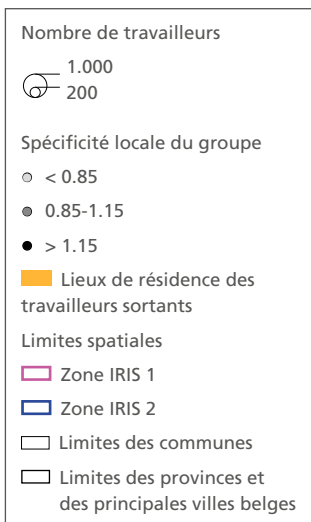 Nombre de travailleurs
1.000
200
Spécificité locale du groupe
< 0.85
0.85-1.15
> 1.15
Lieux de résidence des
travailleurs sortants
Limites spatiales
Zone IRIS 1
Zone IRIS 2
Limites des communes
Limites des provinces et
des principales villes belges